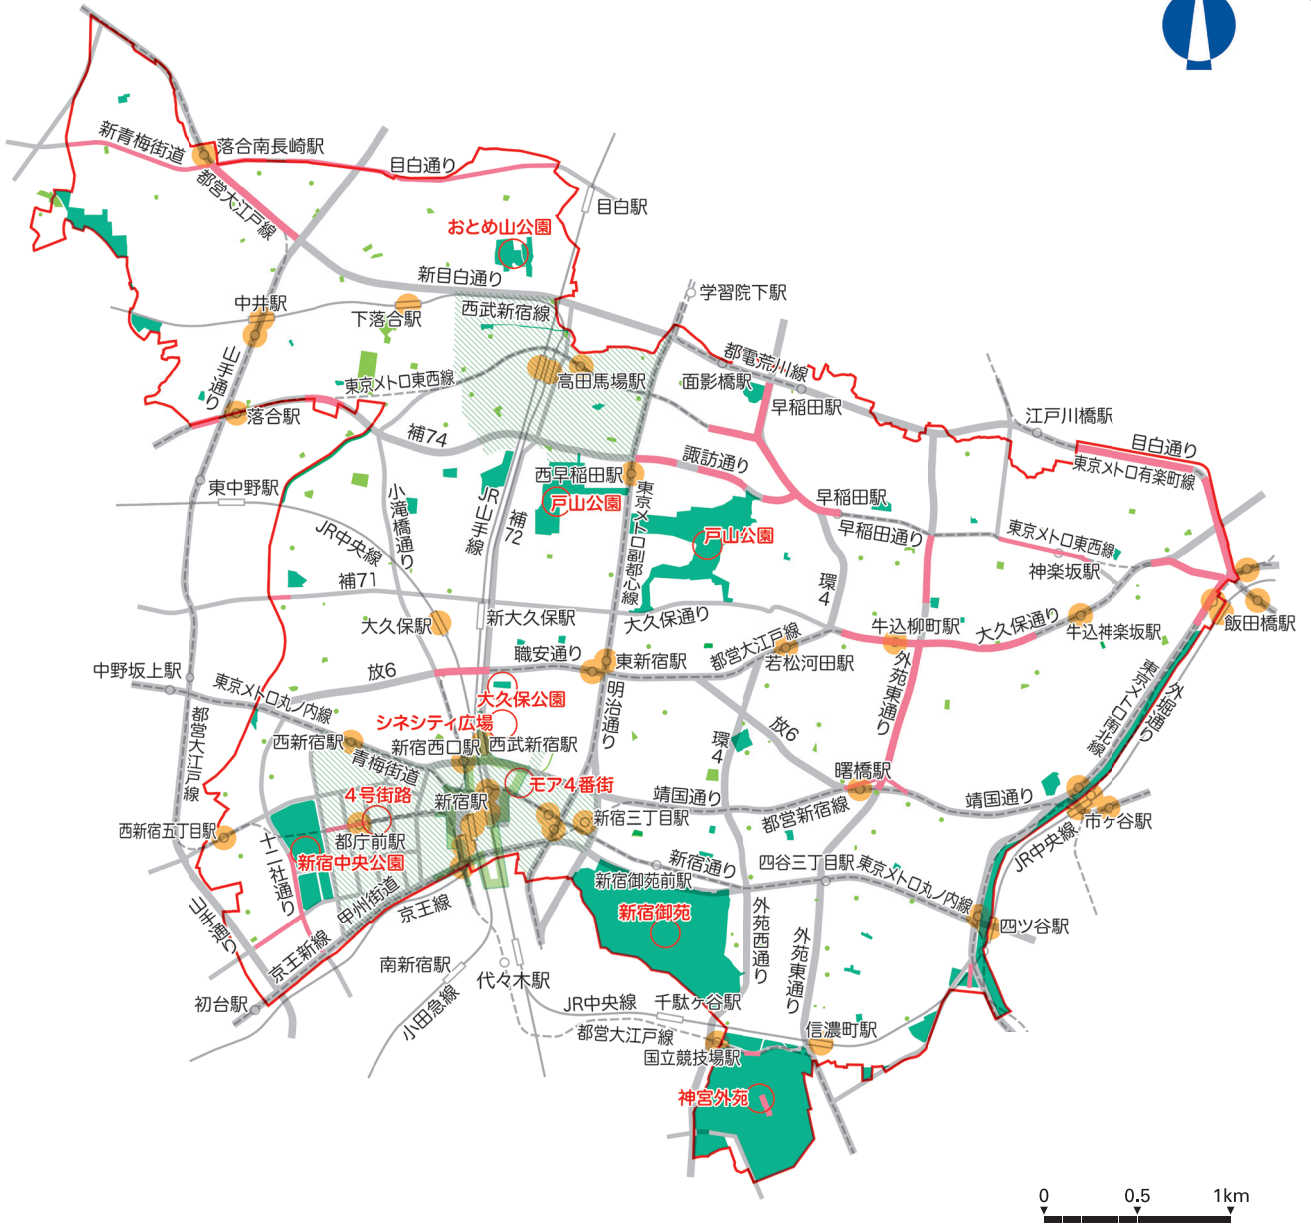 新青梅街道
落合南長崎駅
目白通り
都営大江戸線
目白駅
おとめ山公園
新目白通り
学習院下駅
中井駅
下落合駅
西武新宿線
都電荒川線
山手通り
東京メトロ東西線
高田馬場駅
面影橋駅
早稲田駅
落合駅
江戸川橋駅
目白通り
補74
諏訪通り
東京メトロ有楽町線
西早稲田駅
東中野駅
小滝橋通り
JR山手線
補72
戸山公園
東京メトロ副都心線
戸山公園
早稲田駅
早稲田通り
東京メトロ東西線
神楽坂駅
JR中央線
補71
環4
大久保駅
新大久保駅
大久保通り
牛込柳町駅
大久保通り
牛込神楽坂駅
飯田橋駅
職安通り
東新宿駅
都営大江戸線
若松河田駅
外苑東通り
中野坂上駅
放6
東京メトロ丸ノ内線
大久保公園
シネシティ広場
明治通り
東京メトロ南北線
外堀通り
都営大江戸線
西新宿駅
新宿西口駅
西武新宿駅
環4
放6
青梅街道
曙橋駅
4号街路
新宿駅
モア4番街
靖国通り
靖国通り
都営新宿線
新宿三丁目駅
市ヶ谷駅
西新宿五丁目駅
都庁前駅
十二社通り
新宿中央公園
新宿通り
JR中央線
四谷三丁目駅
東京メトロ丸ノ内線
新宿御苑前駅
甲州街道
京王線
新宿御苑
外苑西通り
外苑東通り
四ツ谷駅
山手通り
京王新線
南新宿駅
代々木駅
初台駅
小田急線
JR中央線
千駄ケ谷駅
都営大江戸線
国立競技場駅
信濃町駅
神宮外苑
0 0.5 1km